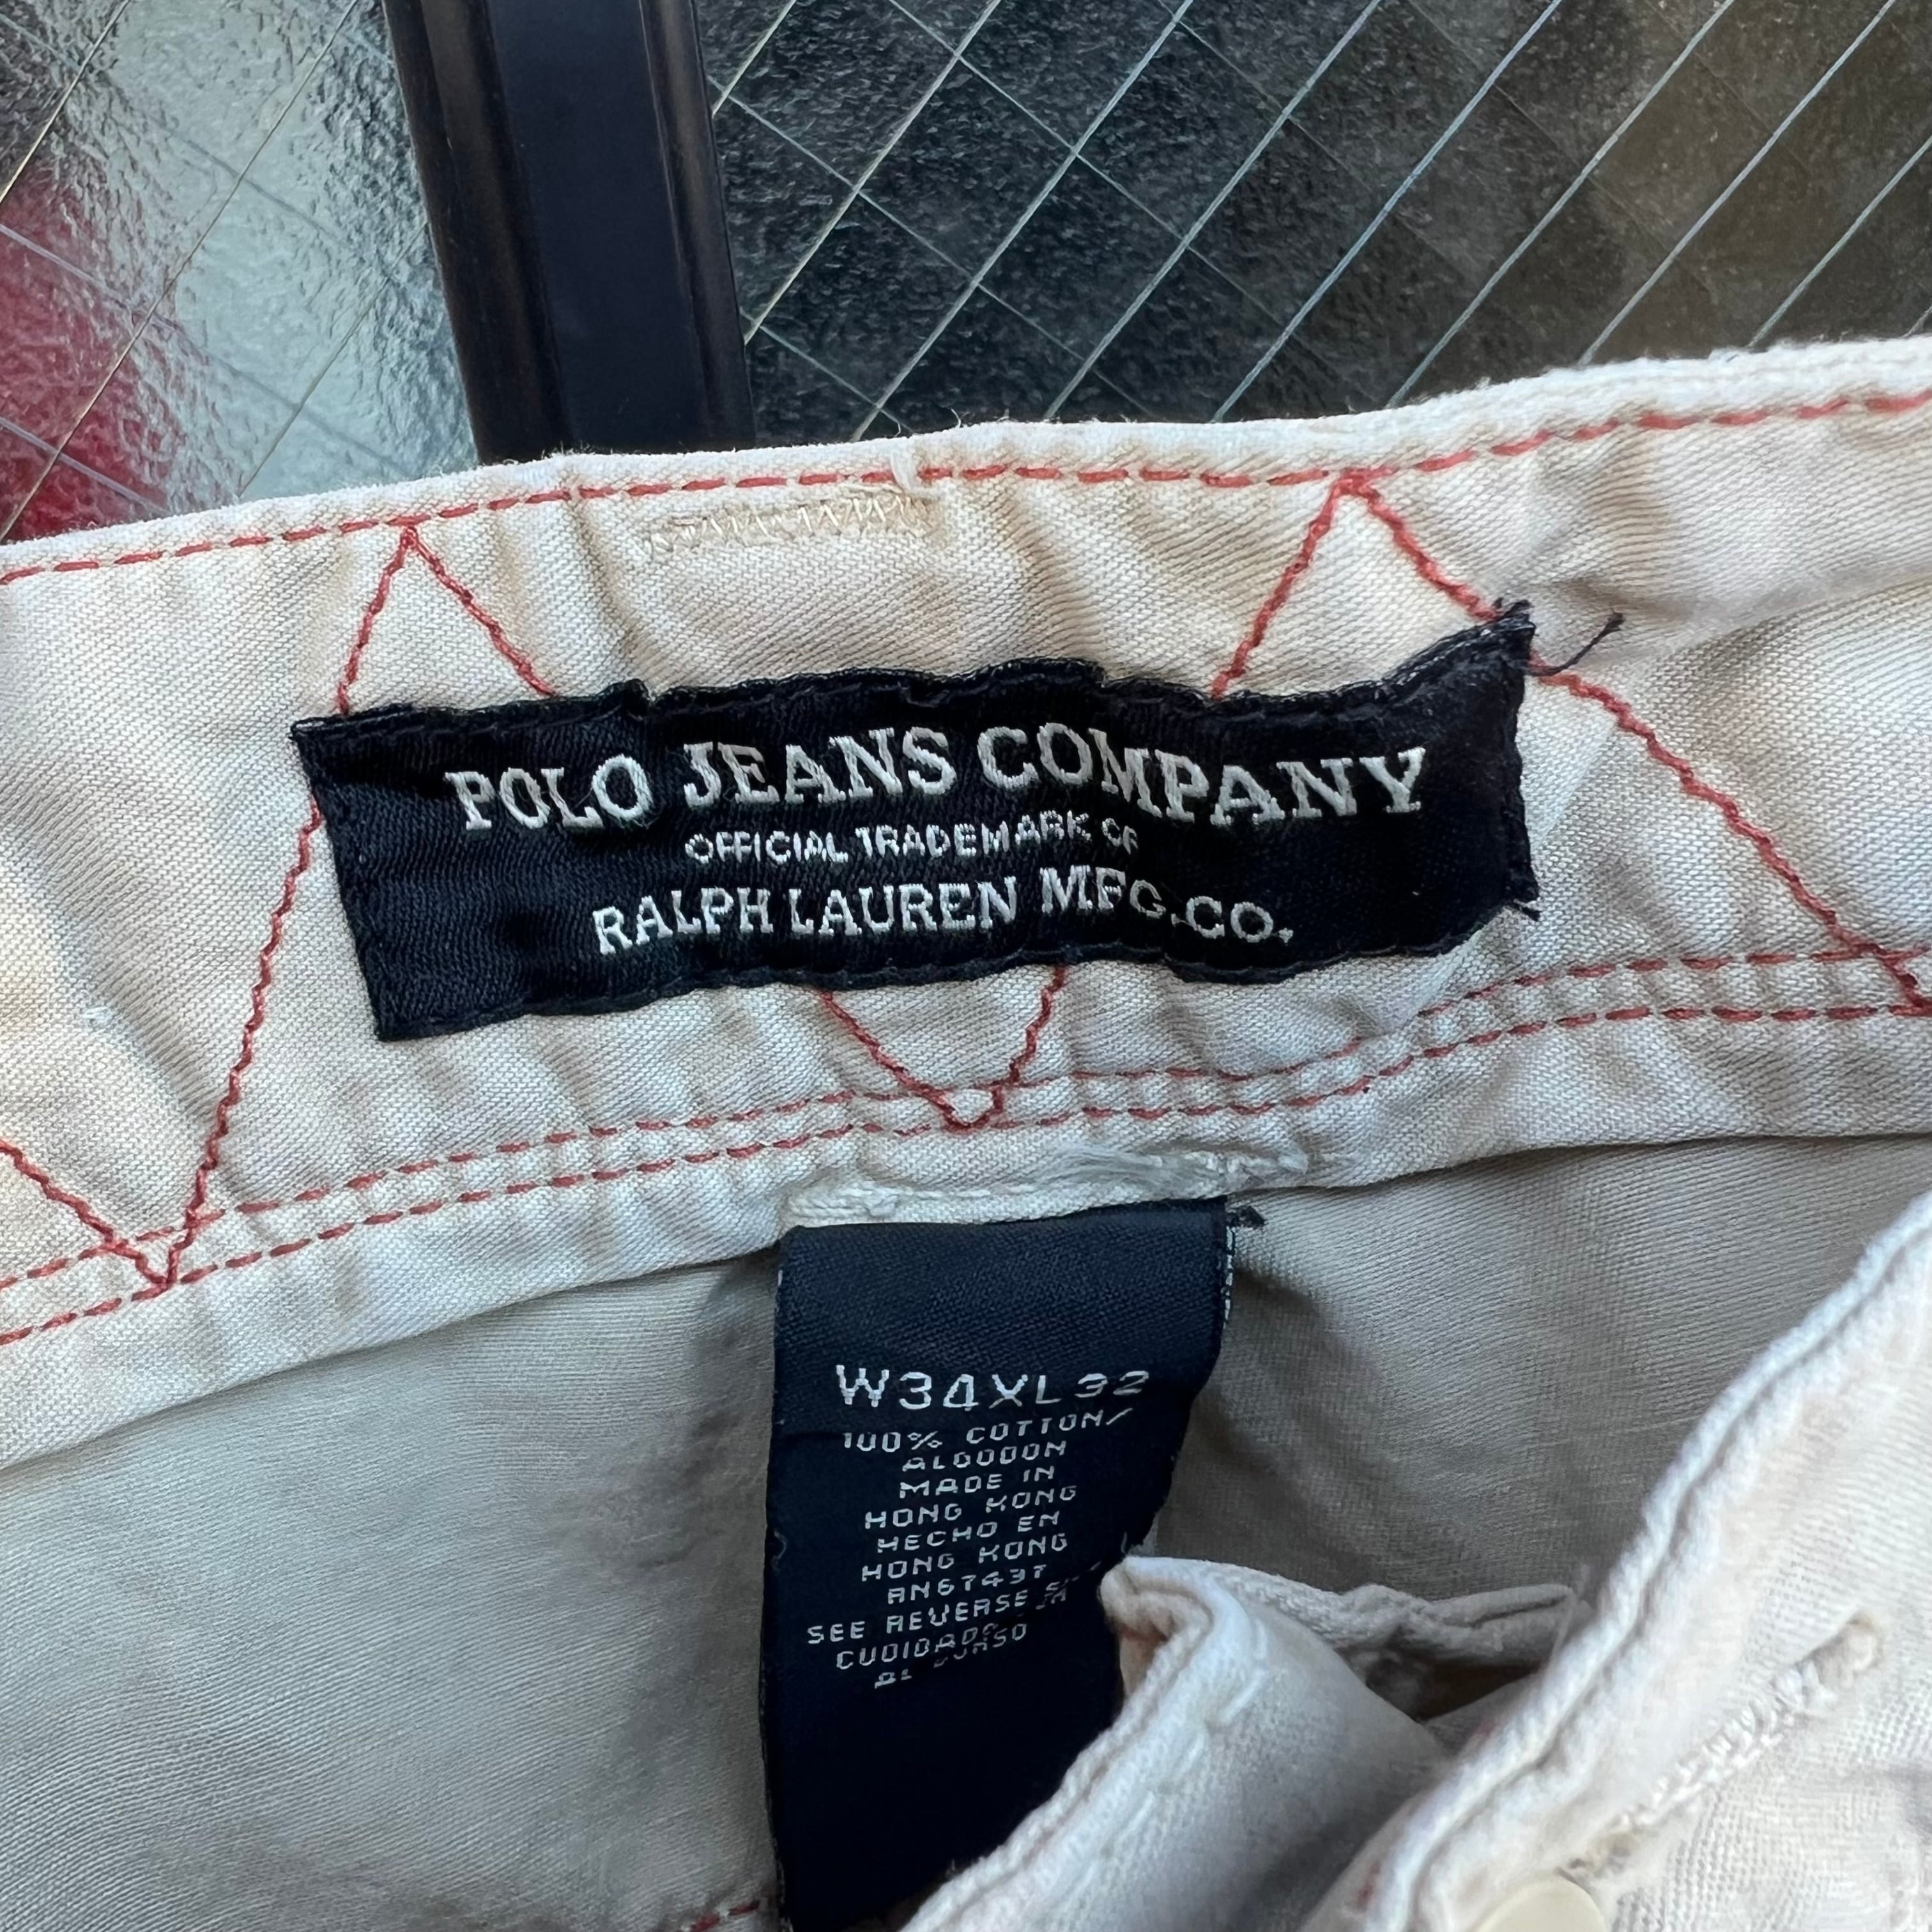 POLO JEANS COMPANY
OFFICIAL TRADEMARK OF
RALPH LAUREN MFG. CO.
W34XL32
100% COTTON/
ALGODON
MADE IN
HONG KONG
HECHO EN
HONG KONG
RN67437
SEE REVERSE
CUIDADO
AL